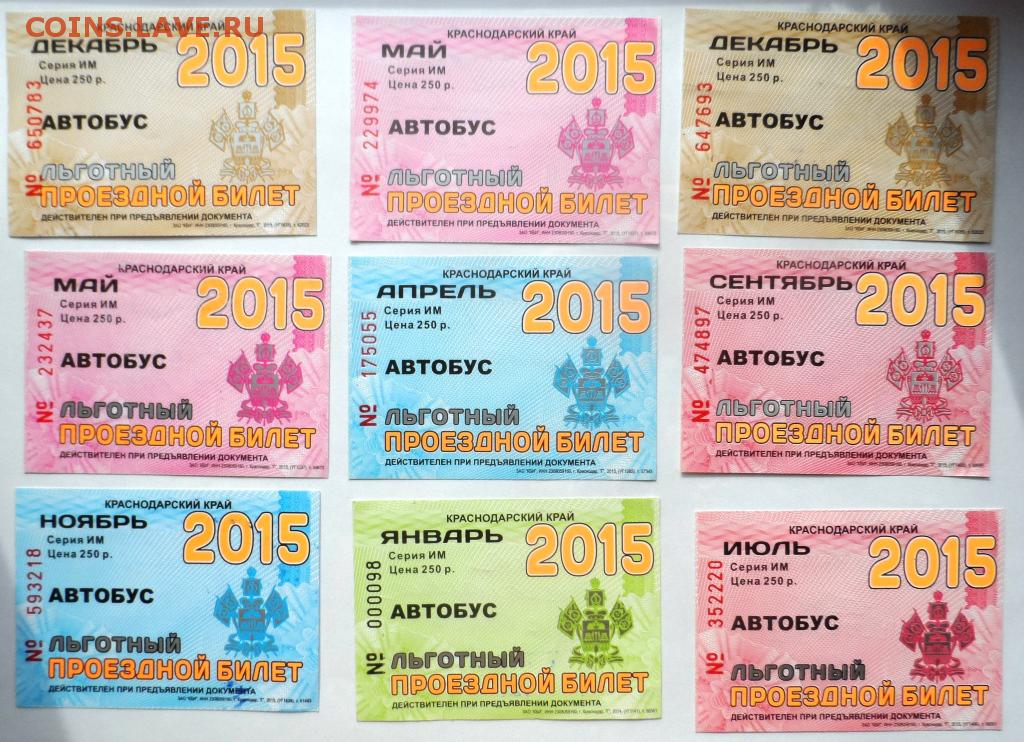 COINS.LAVE.RU
КРАСНОДАРСКИЙ КРАЙ
ДЕКАБРЬ 2015
Серия ИМ
Цена 250 р.
№ 650783
АВТОБУС
ЛЬГОТНЫЙ
ПРОЕЗДНОЙ БИЛЕТ
ДЕЙСТВИТЕЛЕН ПРИ ПРЕДЪЯВЛЕНИИ ДОКУМЕНТА
КРАСНОДАРСКИЙ КРАЙ
МАЙ 2015
Серия ИМ
Цена 250 р.
№ 229974
АВТОБУС
ЛЬГОТНЫЙ
ПРОЕЗДНОЙ БИЛЕТ
ДЕЙСТВИТЕЛЕН ПРИ ПРЕДЪЯВЛЕНИИ ДОКУМЕНТА
КРАСНОДАРСКИЙ КРАЙ
ДЕКАБРЬ 2015
Серия ИМ
Цена 250 р.
№ 647693
АВТОБУС
ЛЬГОТНЫЙ
ПРОЕЗДНОЙ БИЛЕТ
ДЕЙСТВИТЕЛЕН ПРИ ПРЕДЪЯВЛЕНИИ ДОКУМЕНТА
КРАСНОДАРСКИЙ КРАЙ
МАЙ 2015
Серия ИМ
Цена 250 р.
№ 232437
АВТОБУС
ЛЬГОТНЫЙ
ПРОЕЗДНОЙ БИЛЕТ
ДЕЙСТВИТЕЛЕН ПРИ ПРЕДЪЯВЛЕНИИ ДОКУМЕНТА
КРАСНОДАРСКИЙ КРАЙ
АПРЕЛЬ 2015
Серия ИМ
Цена 250 р.
№ 175055
АВТОБУС
ЛЬГОТНЫЙ
ПРОЕЗДНОЙ БИЛЕТ
ДЕЙСТВИТЕЛЕН ПРИ ПРЕДЪЯВЛЕНИИ ДОКУМЕНТА
КРАСНОДАРСКИЙ КРАЙ
СЕНТЯБРЬ 2015
Серия ИМ
Цена 250 р.
№ 474897
АВТОБУС
ЛЬГОТНЫЙ
ПРОЕЗДНОЙ БИЛЕТ
ДЕЙСТВИТЕЛЕН ПРИ ПРЕДЪЯВЛЕНИИ ДОКУМЕНТА
КРАСНОДАРСКИЙ КРАЙ
НОЯБРЬ 2015
Серия ИМ
Цена 250 р.
№ 593218
АВТОБУС
ЛЬГОТНЫЙ
ПРОЕЗДНОЙ БИЛЕТ
ДЕЙСТВИТЕЛЕН ПРИ ПРЕДЪЯВЛЕНИИ ДОКУМЕНТА
КРАСНОДАРСКИЙ КРАЙ
ЯНВАРЬ 2015
Серия ИМ
Цена 250 р.
№ 000098
АВТОБУС
ЛЬГОТНЫЙ
ПРОЕЗДНОЙ БИЛЕТ
ДЕЙСТВИТЕЛЕН ПРИ ПРЕДЪЯВЛЕНИИ ДОКУМЕНТА
КРАСНОДАРСКИЙ КРАЙ
ИЮЛЬ 2015
Серия ИМ
Цена 250 р.
№ 352220
АВТОБУС
ЛЬГОТНЫЙ
ПРОЕЗДНОЙ БИЛЕТ
ДЕЙСТВИТЕЛЕН ПРИ ПРЕДЪЯВЛЕНИИ ДОКУМЕНТА